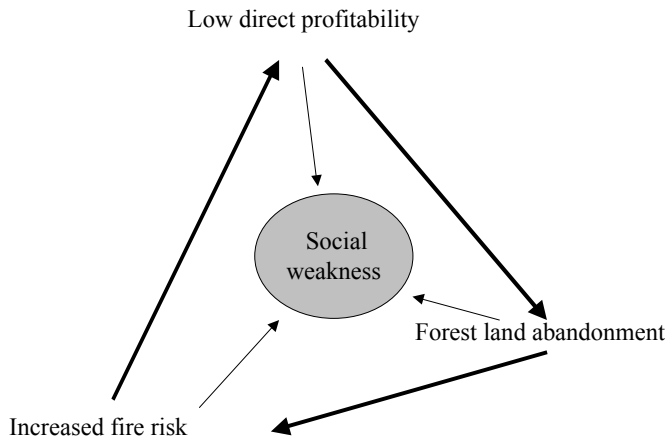 Low direct profitability
Social
weakness
Forest land abandonment
Increased fire risk